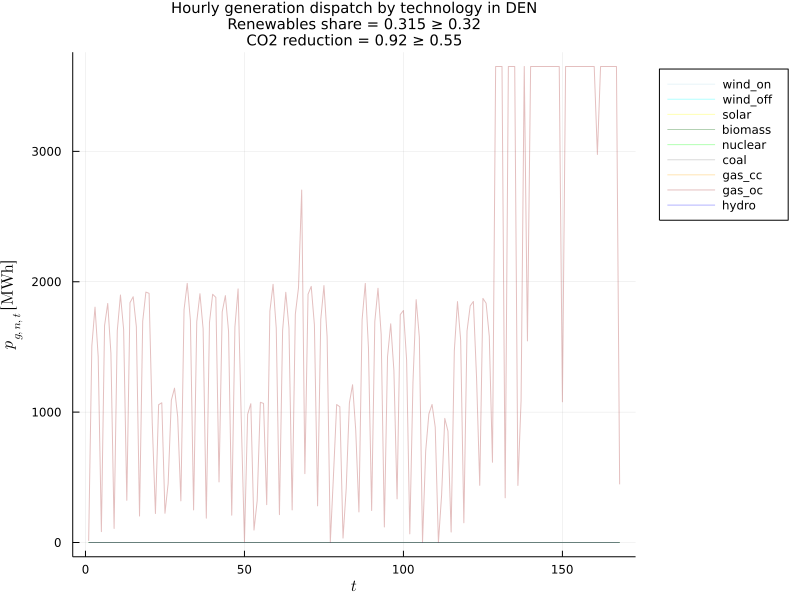 Hourly generation dispatch by technology in DEN
Renewables share = 0.315 ≥ 0.32
CO2 reduction = 0.92 ≥ 0.55
p g, n, t [MWh]
3000
2000
1000
0
0
50
100
150
t
wind_on
wind_off
solar
biomass
nuclear
coal
gas_cc
gas_oc
hydro